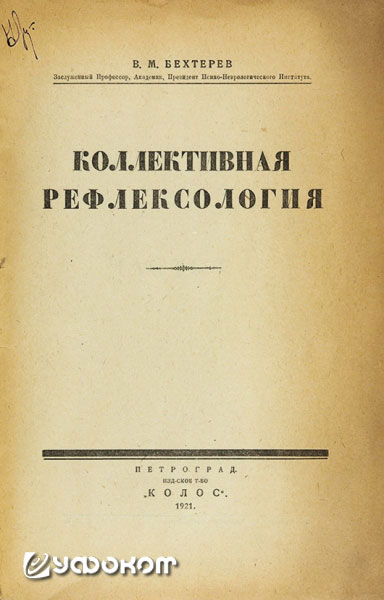 В. М. БЕХТЕРЕВ
Заслуженный Профессор, Академик, Президент Психо-Неврологического Института.
КОЛЛЕКТИВНАЯ
РЕФЛЕКСОЛОГИЯ
ПЕТРОГРАД.
ИЗД-СКОЕ Т-ВО
„КОЛОС“.
1921.
уфоком